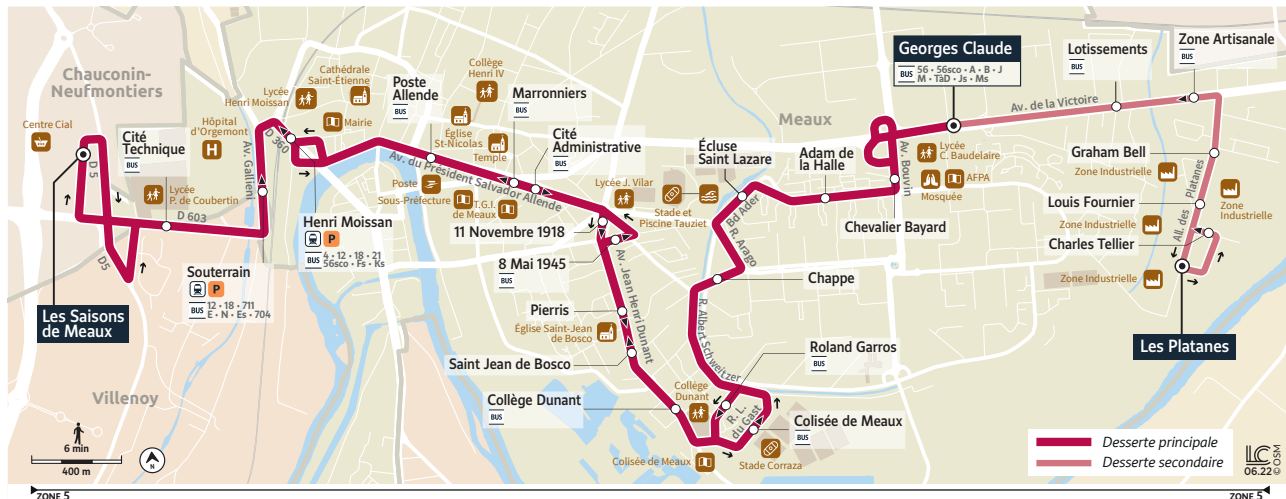 Chauconin-
Neufmontiers
Centre Cial
D 5
Cité
Technique
BUS
Lycée
P. de Coubertin
D 603
D5
Les Saisons
de Meaux
Villenoy
Hôpital
d'Orgemont
H
Av. Gallieni
Lycée
Henri Moissan
D 360
Cathédrale
Saint-Étienne
Mairie
Souterrain
P
BUS
12 • 18 • 711
E • N • Es • 704
Henri Moissan
P
BUS
4 • 12 • 18 • 21
56sco • Fs • Ks
Poste
Allende
BUS
Église
St-Nicolas
Temple
Collège
Henri IV
Marronniers
BUS
Cité
Administrative
BUS
Av. du Président Salvador Allende
Poste
Sous-Préfecture
T.G.I.
de Meaux
Lycée J. Vilar
11 Novembre 1918
8 Mai 1945
BUS
Av. Jean Henri Dunant
Pierris
Église Saint-Jean
de Bosco
Saint Jean de Bosco
Collège Dunant
BUS
Collège
Dunant
R. L.
du Gast
Colisée de Meaux
Stade Corraza
Colisée de Meaux
BUS
Roland Garros
BUS
R. Albert Schweitzer
Chappe
R. Arago
Bd Ader
Stade et
Piscine Tauziet
Écluse
Saint Lazare
BUS
Meaux
Adam de
la Halle
Chevalier Bayard
Av. Bouvin
Lycée
C. Baudelaire
AFPA
Mosquée
Georges Claude
BUS
56 • 56sco • A • B • J
M • TàD • Js • Ms
Av. de la Victoire
Lotissements
BUS
Zone Artisanale
BUS
Graham Bell
Zone Industrielle
Zone
Industrielle
Louis Fournier
Zone Industrielle
All. des Platanes
Charles Tellier
Zone Industrielle
Les Platanes
6 min
400 m
N
Desserte principale
Desserte secondaire
LC
06.22
© OSM
ZONE 5
ZONE 5